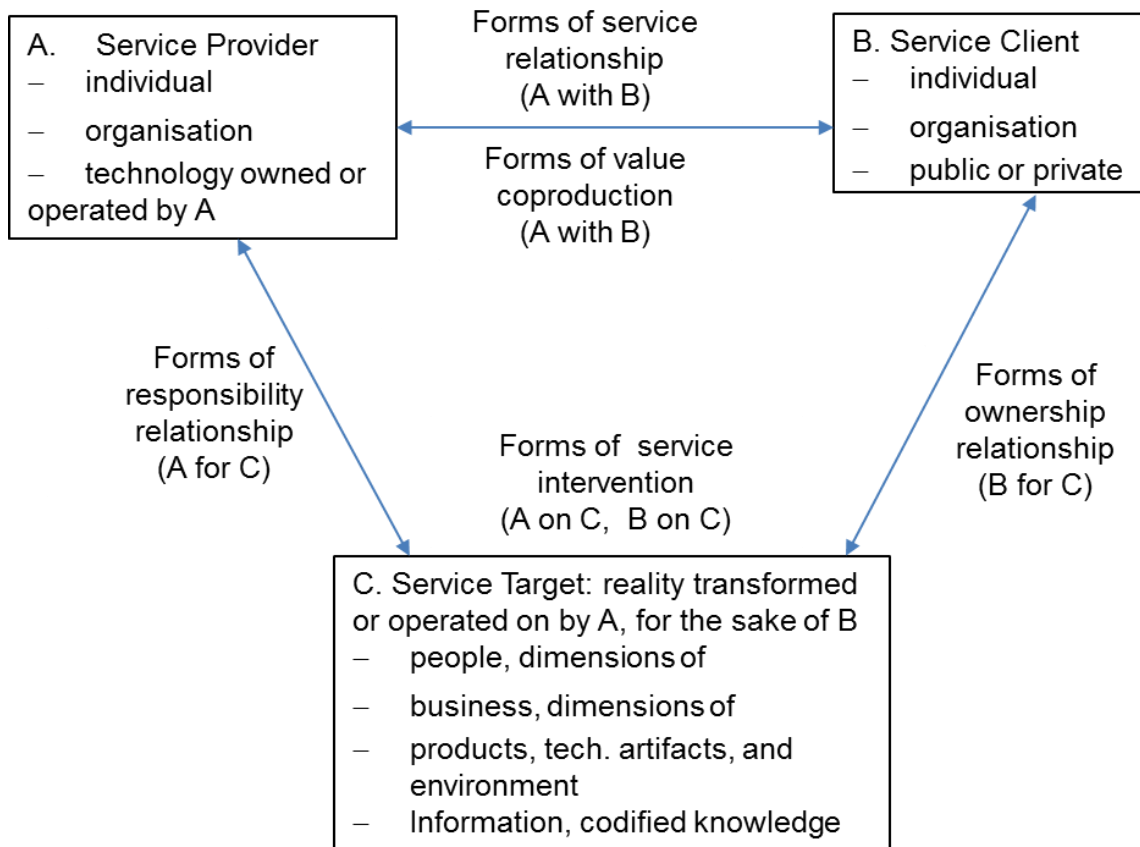 A. Service Provider
– individual
– organisation
– technology owned or
operated by A
Forms of service
relationship
(A with B)
Forms of value
coproduction
(A with B)
B. Service Client
– individual
– organisation
– public or private
Forms of
responsibility
relationship
(A for C)
Forms of service
intervention
(A on C, B on C)
Forms of
ownership
relationship
(B for C)
C. Service Target: reality transformed
or operated on by A, for the sake of B
– people, dimensions of
– business, dimensions of
– products, tech. artifacts, and
environment
– Information, codified knowledge